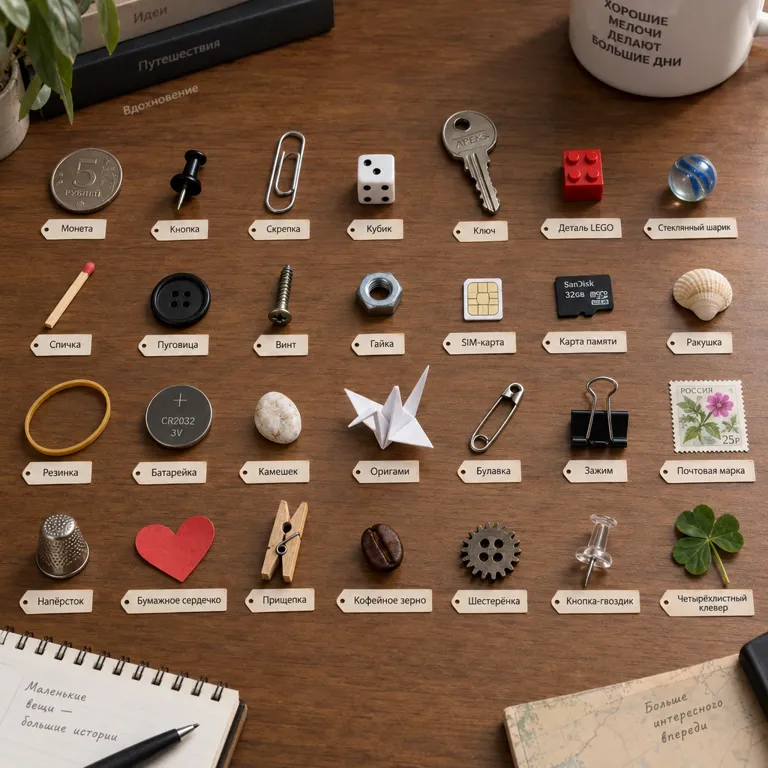 Идеи
Путешествия
Вдохновение
ХОРОШИЕ
МЕЛОЧИ
ДЕЛАЮТ
БОЛЬШИЕ ДНИ
5
РУБЛЕЙ
APEKS
Монета
Кнопка
Скрепка
Кубик
Ключ
Деталь LEGO
Стеклянный шарик
SanDisk
32GB
micro
Спичка
Пуговица
Винт
Гайка
SIM-карта
Карта памяти
Ракушка
+
CR2032
3V
РОССИЯ
25р
Резинка
Батарейка
Камешек
Оригами
Булавка
Зажим
Почтовая марка
Напёрсток
Бумажное сердечко
Прищепка
Кофейное зерно
Шестерёнка
Кнопка-гвоздик
Четырёхлистный
клевер
Маленькие
вещи —
большие истории
Больше
интересного
впереди